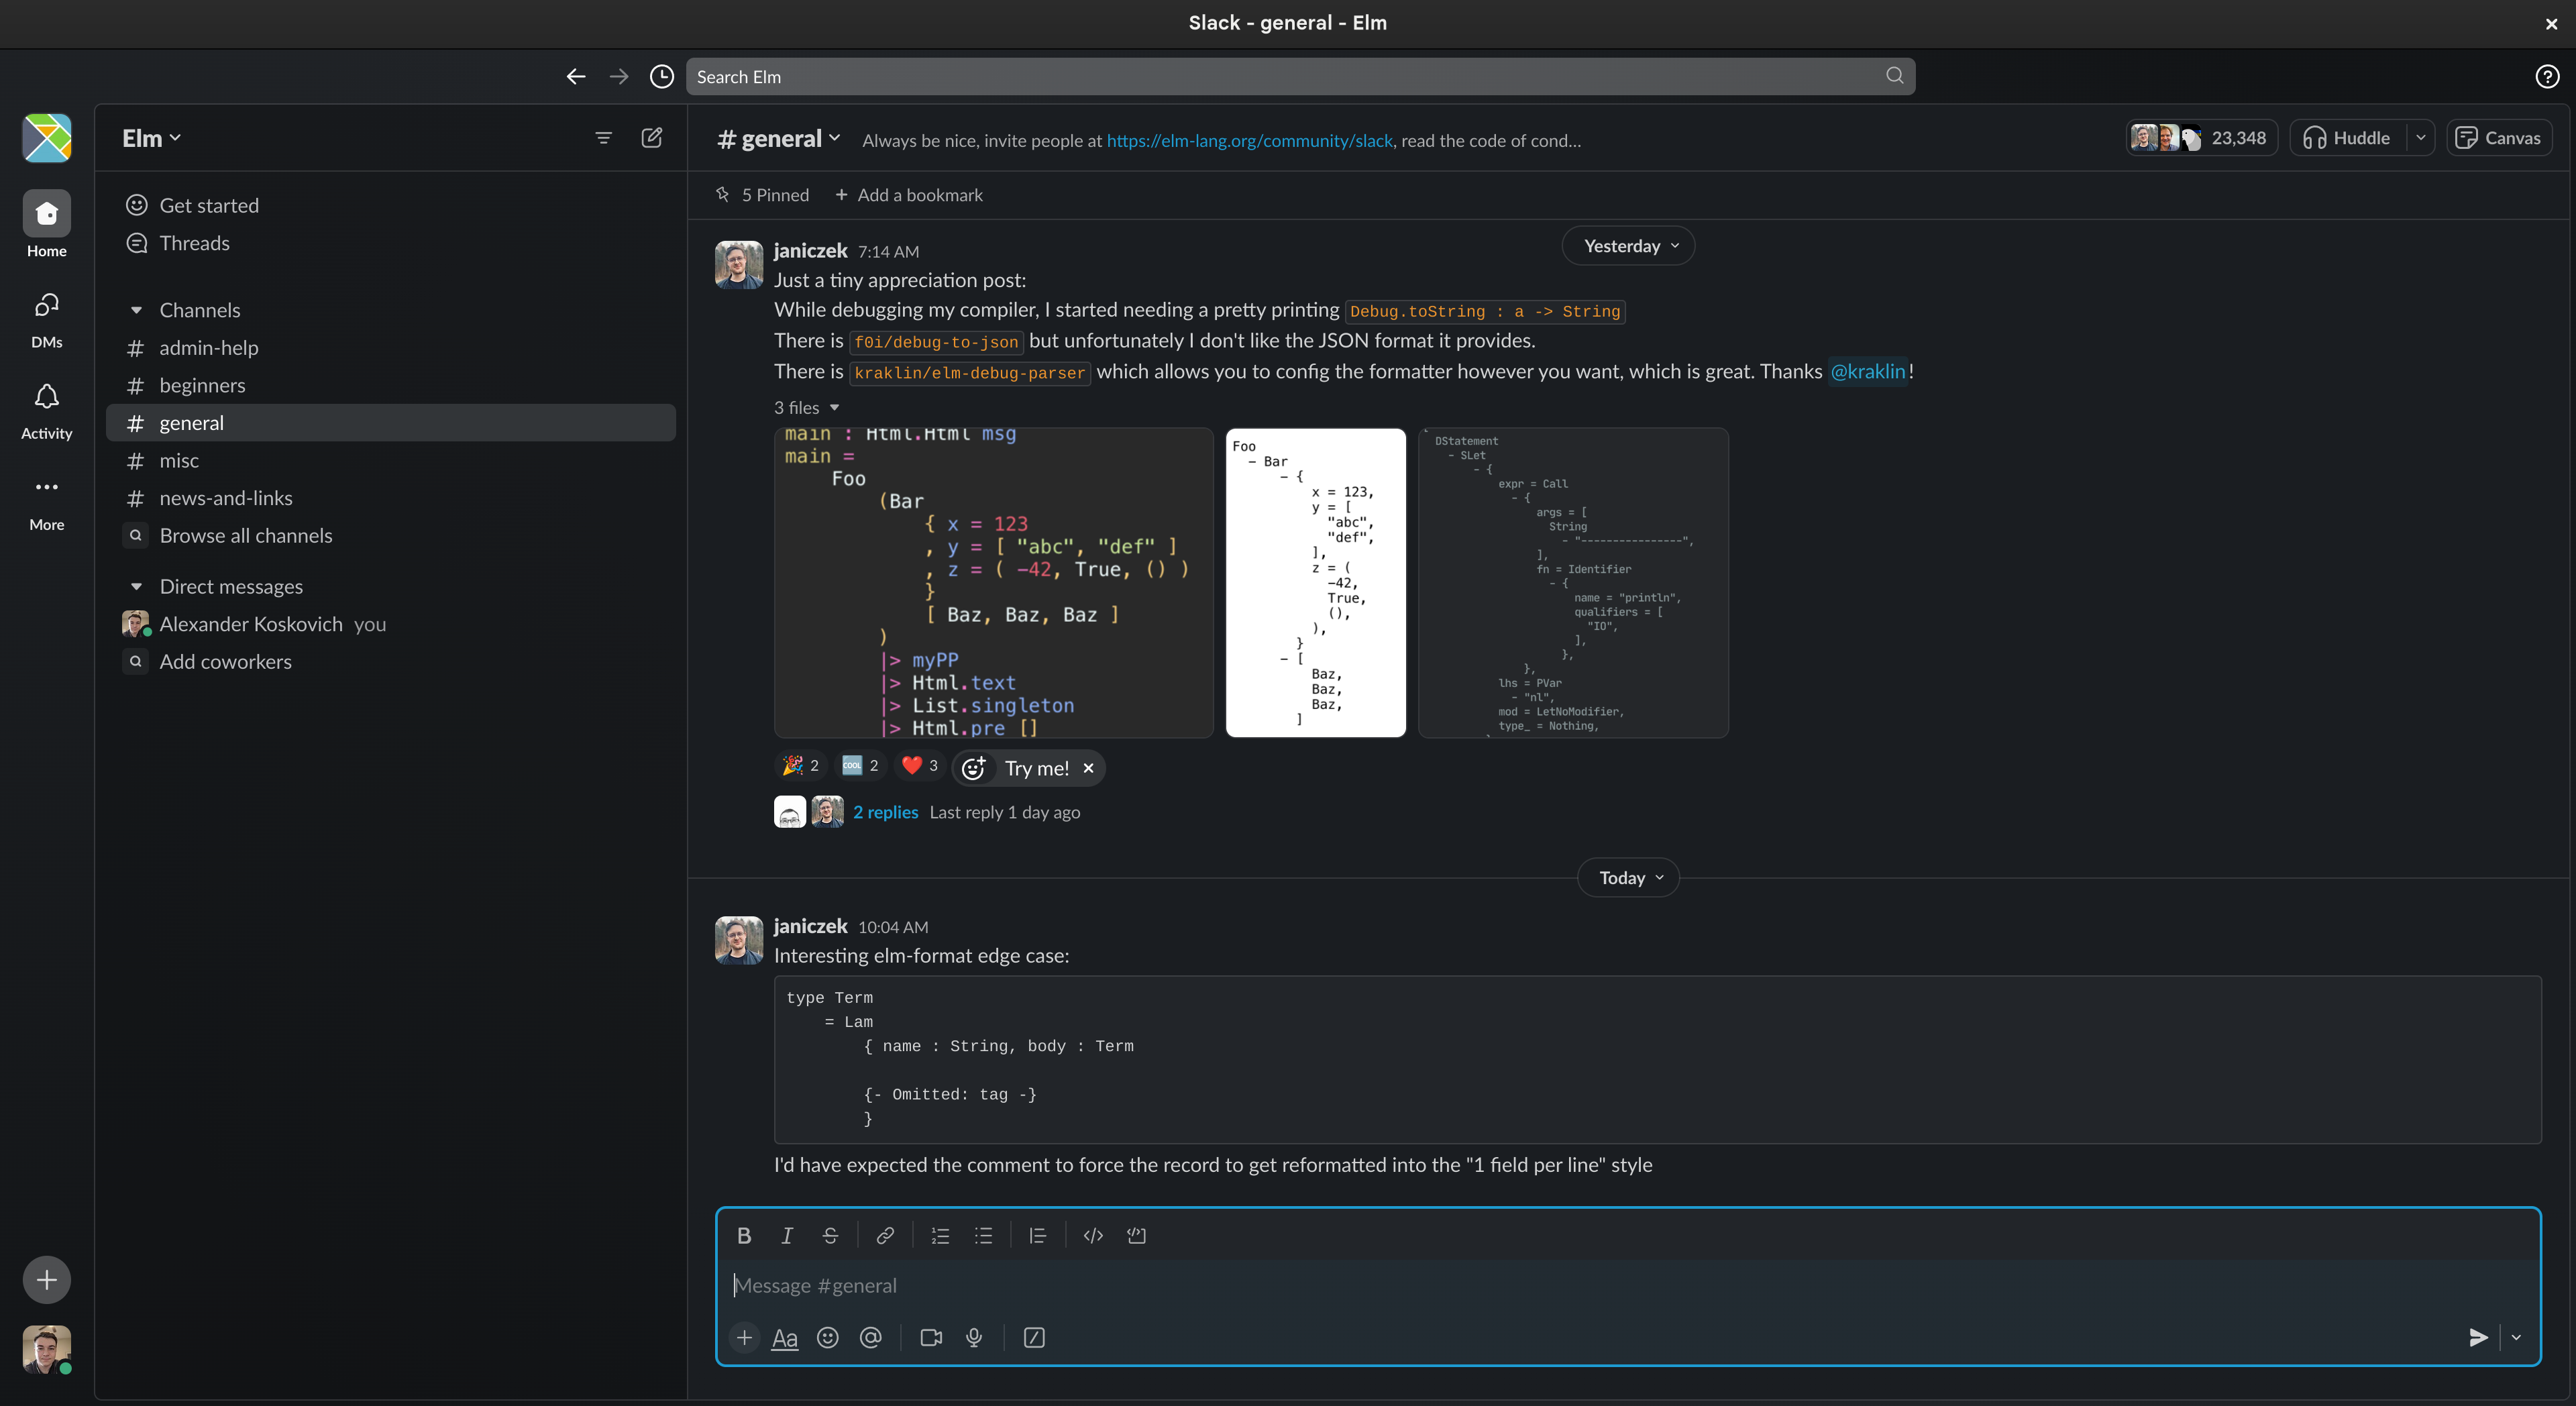 Slack - general - Elm
Search Elm
Elm
# general
Always be nice, invite people at https://elm-lang.org/community/slack, read the code of cond...
23,348
Huddle
Canvas
Home
DMs
Activity
More
Get started
Threads
Channels
# admin-help
# beginners
# general
# misc
# news-and-links
Browse all channels
Direct messages
Alexander Koskovich you
Add coworkers
5 Pinned
+ Add a bookmark
Yesterday
janiczek 7:14 AM
Just a tiny appreciation post:
While debugging my compiler, I started needing a pretty printing Debug.toString : a -> String
There is f0i/debug-to-json but unfortunately I don't like the JSON format it provides.
There is kraklin/elm-debug-parser which allows you to config the formatter however you want, which is great. Thanks @kraklin!
3 files
main : Html.Html msg
main =
Foo
(Bar
{ x = 123
, y = [ "abc", "def" ]
, z = ( -42, True, () )
}
[ Baz, Baz, Baz ]
)
|> myPP
|> Html.text
|> List.singleton
|> Html.pre []
Foo
- Bar
- {
x = 123,
y = [
"abc",
"def",
],
z = (
-42,
True,
(),
),
}
- [
Baz,
Baz,
Baz,
]
DStatement
- SLet
- {
expr = Call
- {
args = [
String
- "----------------",
],
fn = Identifier
- {
name = "println",
qualifiers = [
"IO",
],
},
},
lhs = PVar
- "nl",
mod = LetNoModifier,
type_ = Nothing,
2
COOL 2
3
Try me!
2 replies Last reply 1 day ago
Today
janiczek 10:04 AM
Interesting elm-format edge case:
type Term
= Lam
{ name : String, body : Term
{- Omitted: tag -}
}
I'd have expected the comment to force the record to get reformatted into the "1 field per line" style
Message #general
Aa